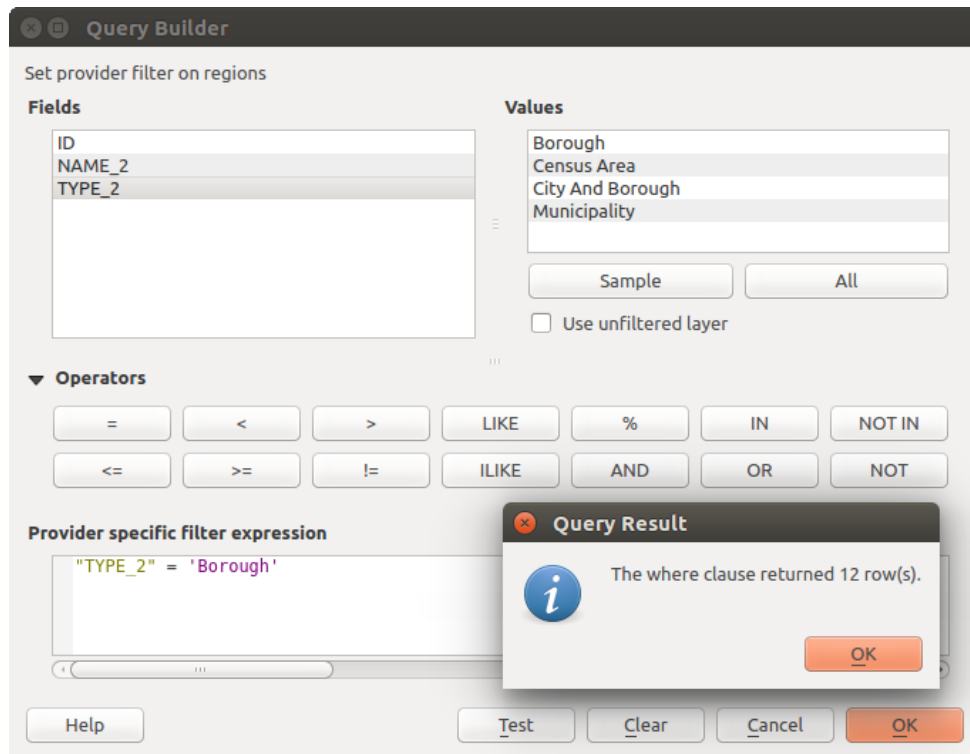 Query Builder
Set provider filter on regions
Fields
Values
ID
NAME_2
TYPE_2
Borough
Census Area
City And Borough
Municipality
Sample
All
Use unfiltered layer
Operators
= < > LIKE % IN NOT IN
<= >= != ILIKE AND OR NOT
Provider specific filter expression
"TYPE_2" = 'Borough'
Query Result
The where clause returned 12 row(s).
OK
Help
Test
Clear
Cancel
OK